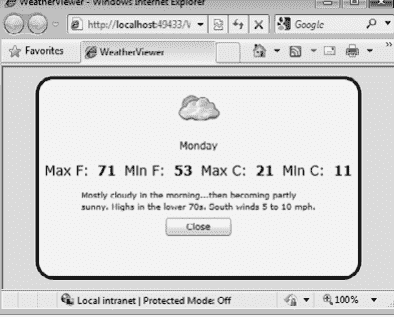 WeatherViewer - Windows Internet Explorer
http://localhost:49433/
Google
Favorites
WeatherViewer
Monday
Max F: 71 Min F: 53 Max C: 21 Min C: 11
Mostly cloudy in the morning...then becoming partly
sunny. Highs in the lower 70s. South winds 5 to 10 mph.
Close
Local intranet | Protected Mode: Off
100%